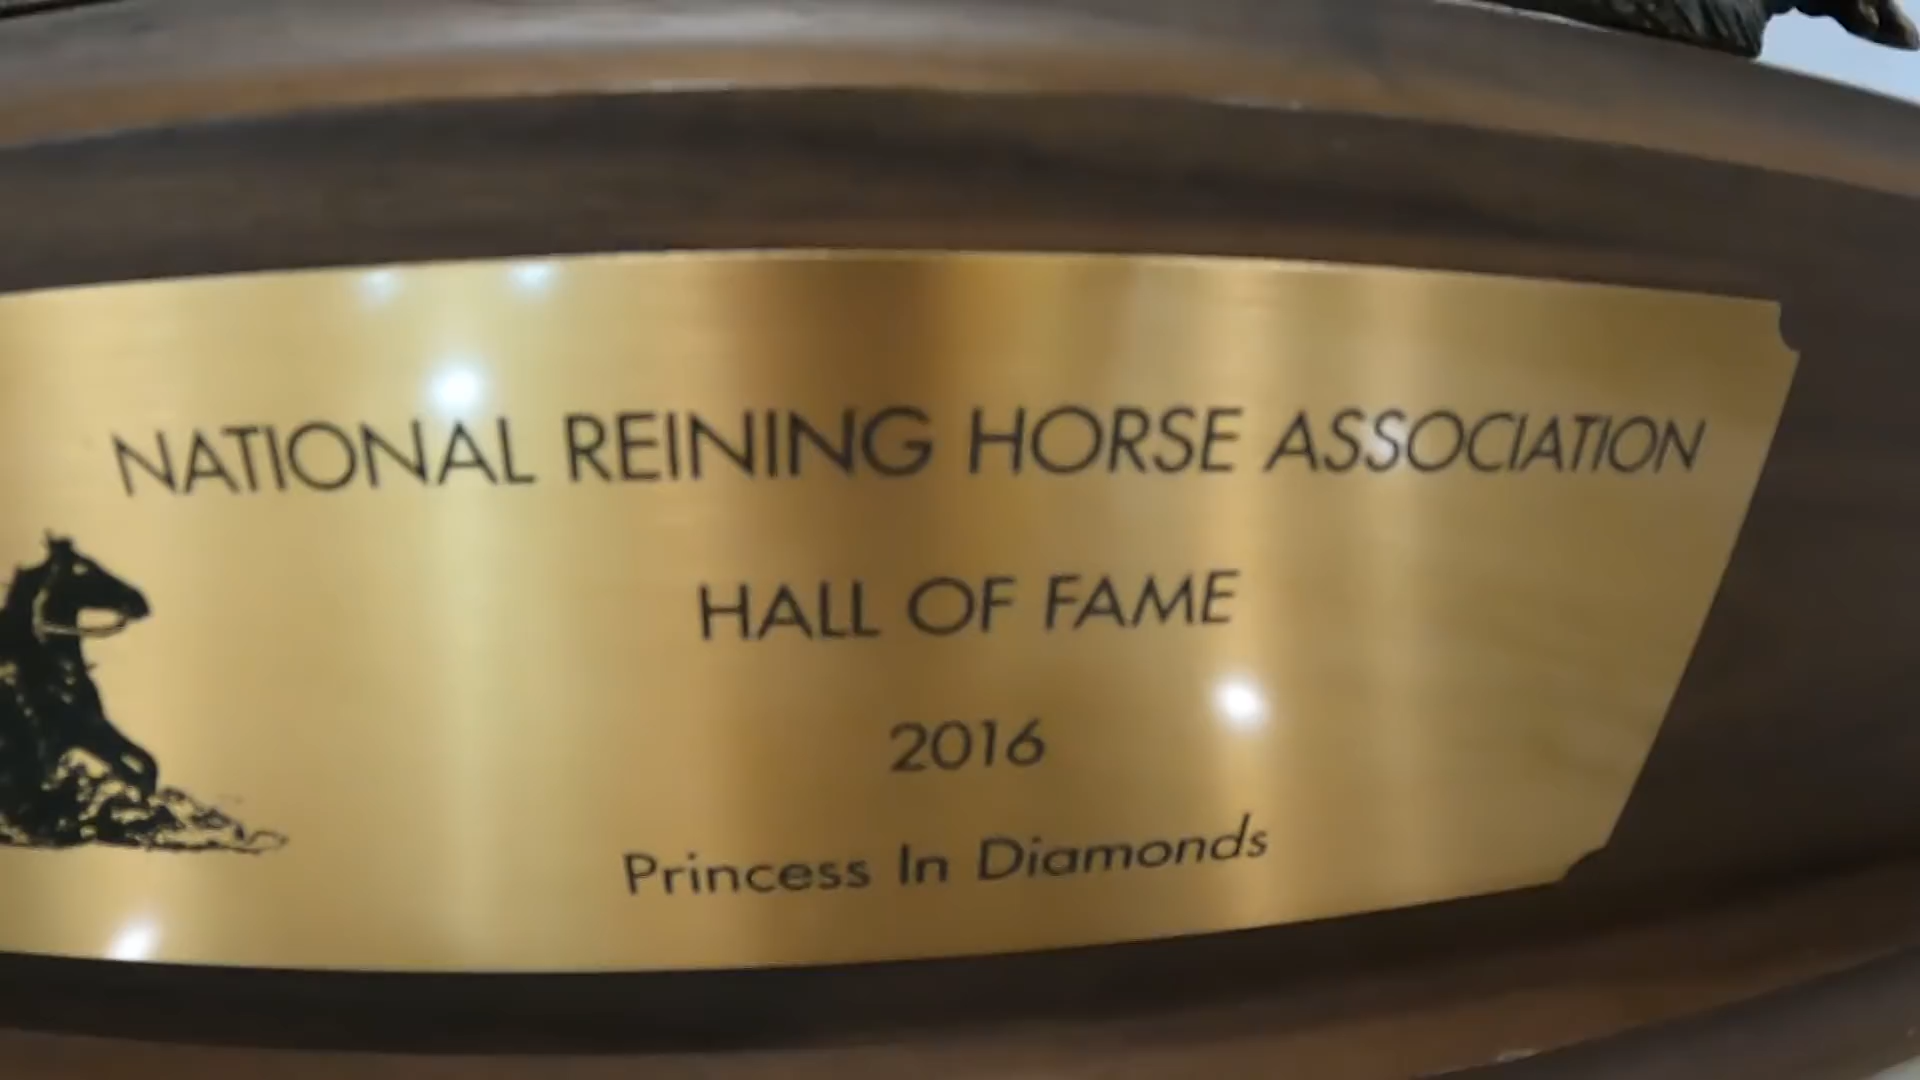 NATIONAL REINING HORSE ASSOCIATION
HALL OF FAME
2016
Princess In Diamonds